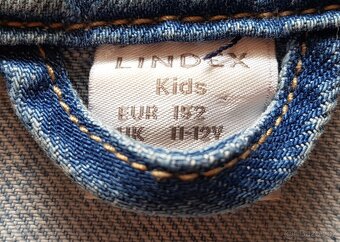 LINDEX
Kids
EUR 152
UK 11-12Y